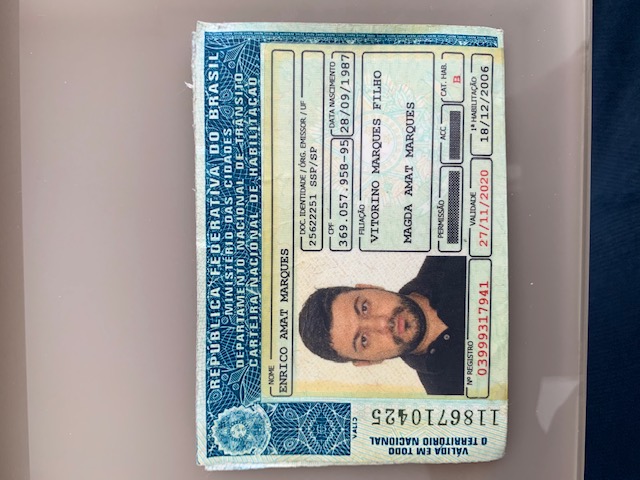 REPÚBLICA FEDERATIVA DO BRASIL
MINISTÉRIO DAS CIDADES
DEPARTAMENTO NACIONAL DE TRÂNSITO
CARTEIRA NACIONAL DE HABILITAÇÃO
NOME
ENRICO AMAT MARQUES
DOC. IDENTIDADE / ÓRG. EMISSOR / UF
25622251 SSP/SP
CPF
369.057.958-95
DATA NASCIMENTO
28/09/1987
FILIAÇÃO
VITORINO MARQUES FILHO
MAGDA AMAT MARQUES
PERMISSÃO
ACC
CAT. HAB.
B
Nº REGISTRO
03999317941
VALIDADE
27/11/2020
1ª HABILITAÇÃO
18/12/2006
VÁLIDA EM TODO
O TERRITÓRIO NACIONAL
1186710425